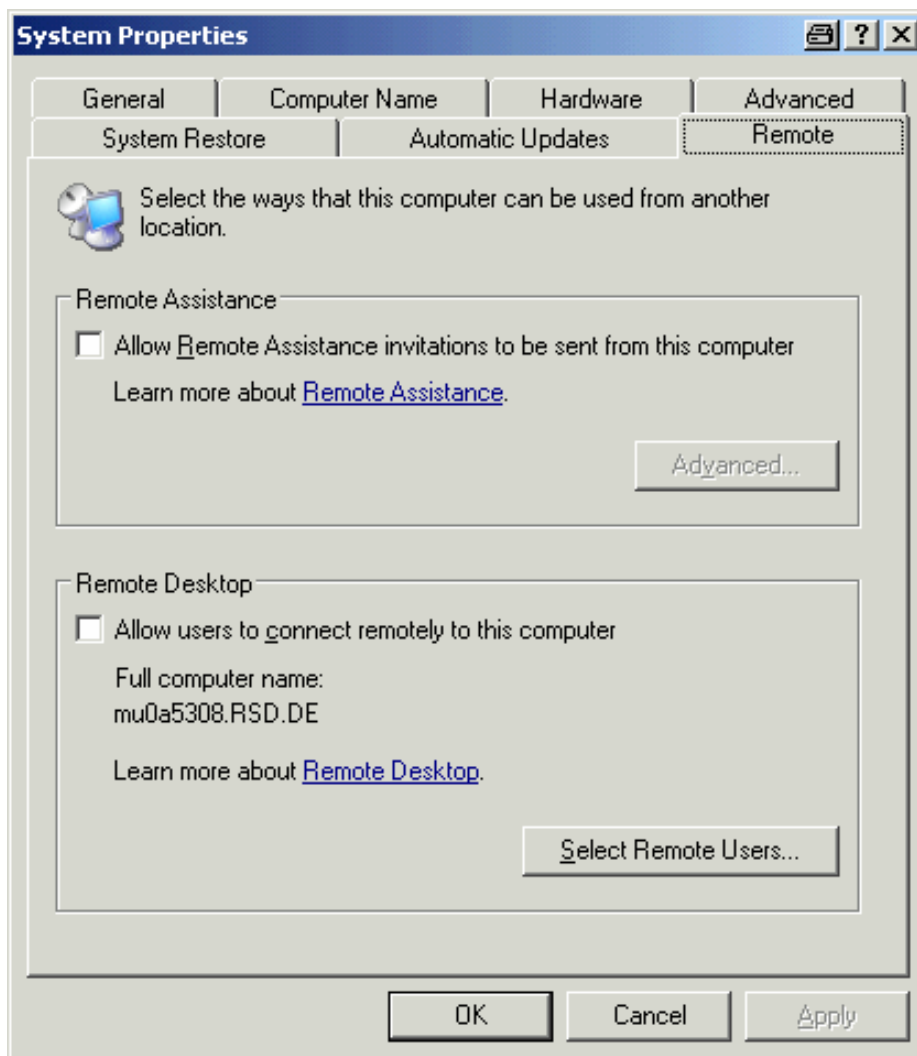 System Properties
General
Computer Name
Hardware
Advanced
System Restore
Automatic Updates
Remote
Select the ways that this computer can be used from another
location.
Remote Assistance
Allow Remote Assistance invitations to be sent from this computer
Learn more about Remote Assistance.
Advanced...
Remote Desktop
Allow users to connect remotely to this computer
Full computer name:
mu0a5308.RSD.DE
Learn more about Remote Desktop.
Select Remote Users...
OK
Cancel
Apply